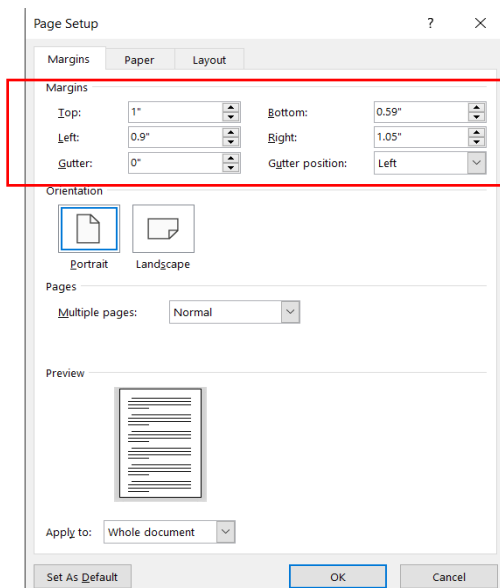 Page Setup ? ×
Margins Paper Layout
Margins
Top: 1" Bottom: 0.59"
Left: 0.9" Right: 1.05"
Gutter: 0" Gutter position: Left
Orientation
Portrait Landscape
Pages
Multiple pages: Normal
Preview
Apply to: Whole document
Set As Default OK Cancel